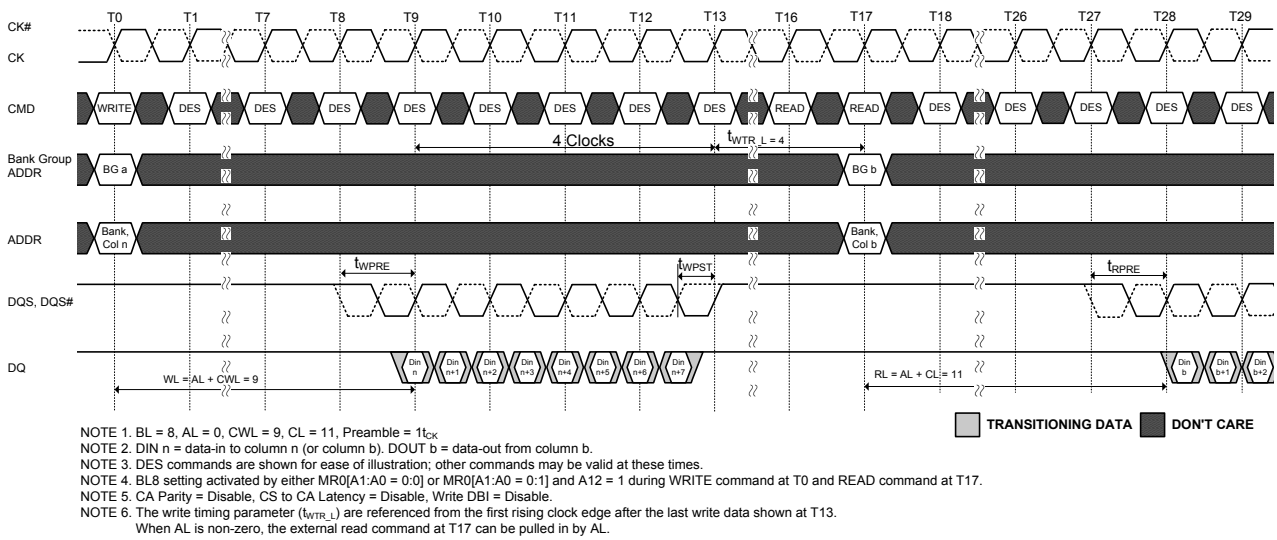 T0 T1 T7 T8 T9 T10 T11 T12 T13 T16 T17 T18 T26 T27 T28 T29
CK#
CK
CMD WRITE DES DES DES DES DES DES DES DES READ READ DES DES DES DES DES
4 Clocks tWTR_L = 4
Bank Group
ADDR
BG a BG b
ADDR
Bank,
Col n
Bank,
Col b
tWPRE tWPST tRPRE
DQS, DQS#
DQ
Din
n
Din
n+1
Din
n+2
Din
n+3
Din
n+4
Din
n+5
Din
n+6
Din
n+7
Din
b
Din
b+1
Din
b+2
WL = AL + CWL = 9 RL = AL + CL = 11
TRANSITIONING DATA DON'T CARE
NOTE 1. BL = 8, AL = 0, CWL = 9, CL = 11, Preamble = 1tCK
NOTE 2. DIN n = data-in to column n (or column b). DOUT b = data-out from column b.
NOTE 3. DES commands are shown for ease of illustration; other commands may be valid at these times.
NOTE 4. BL8 setting activated by either MR0[A1:A0 = 0:0] or MR0[A1:A0 = 0:1] and A12 = 1 during WRITE command at T0 and READ command at T17.
NOTE 5. CA Parity = Disable, CS to CA Latency = Disable, Write DBI = Disable.
NOTE 6. The write timing parameter (tWTR_L) are referenced from the first rising clock edge after the last write data shown at T13.
When AL is non-zero, the external read command at T17 can be pulled in by AL.